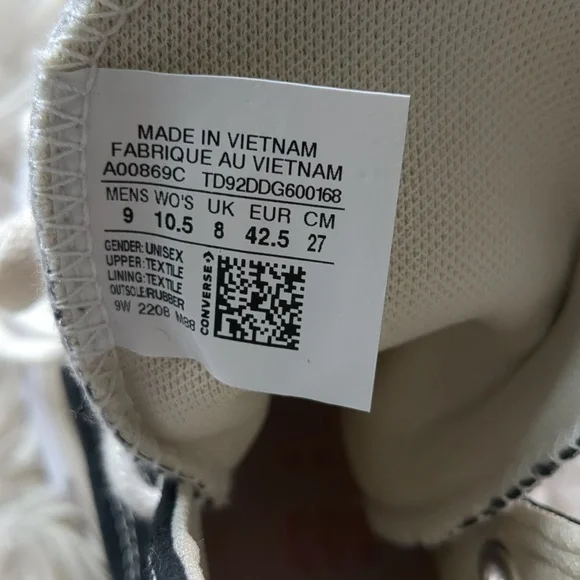 MADE IN VIETNAM
FABRIQUE AU VIETNAM
A00869C TD92DDG600168
MENS WO'S UK EUR CM
9 10.5 8 42.5 27
GENDER: UNISEX
UPPER: TEXTILE
LINING: TEXTILE
OUTSOLE: RUBBER
9W 2208 M88
CONVERSE